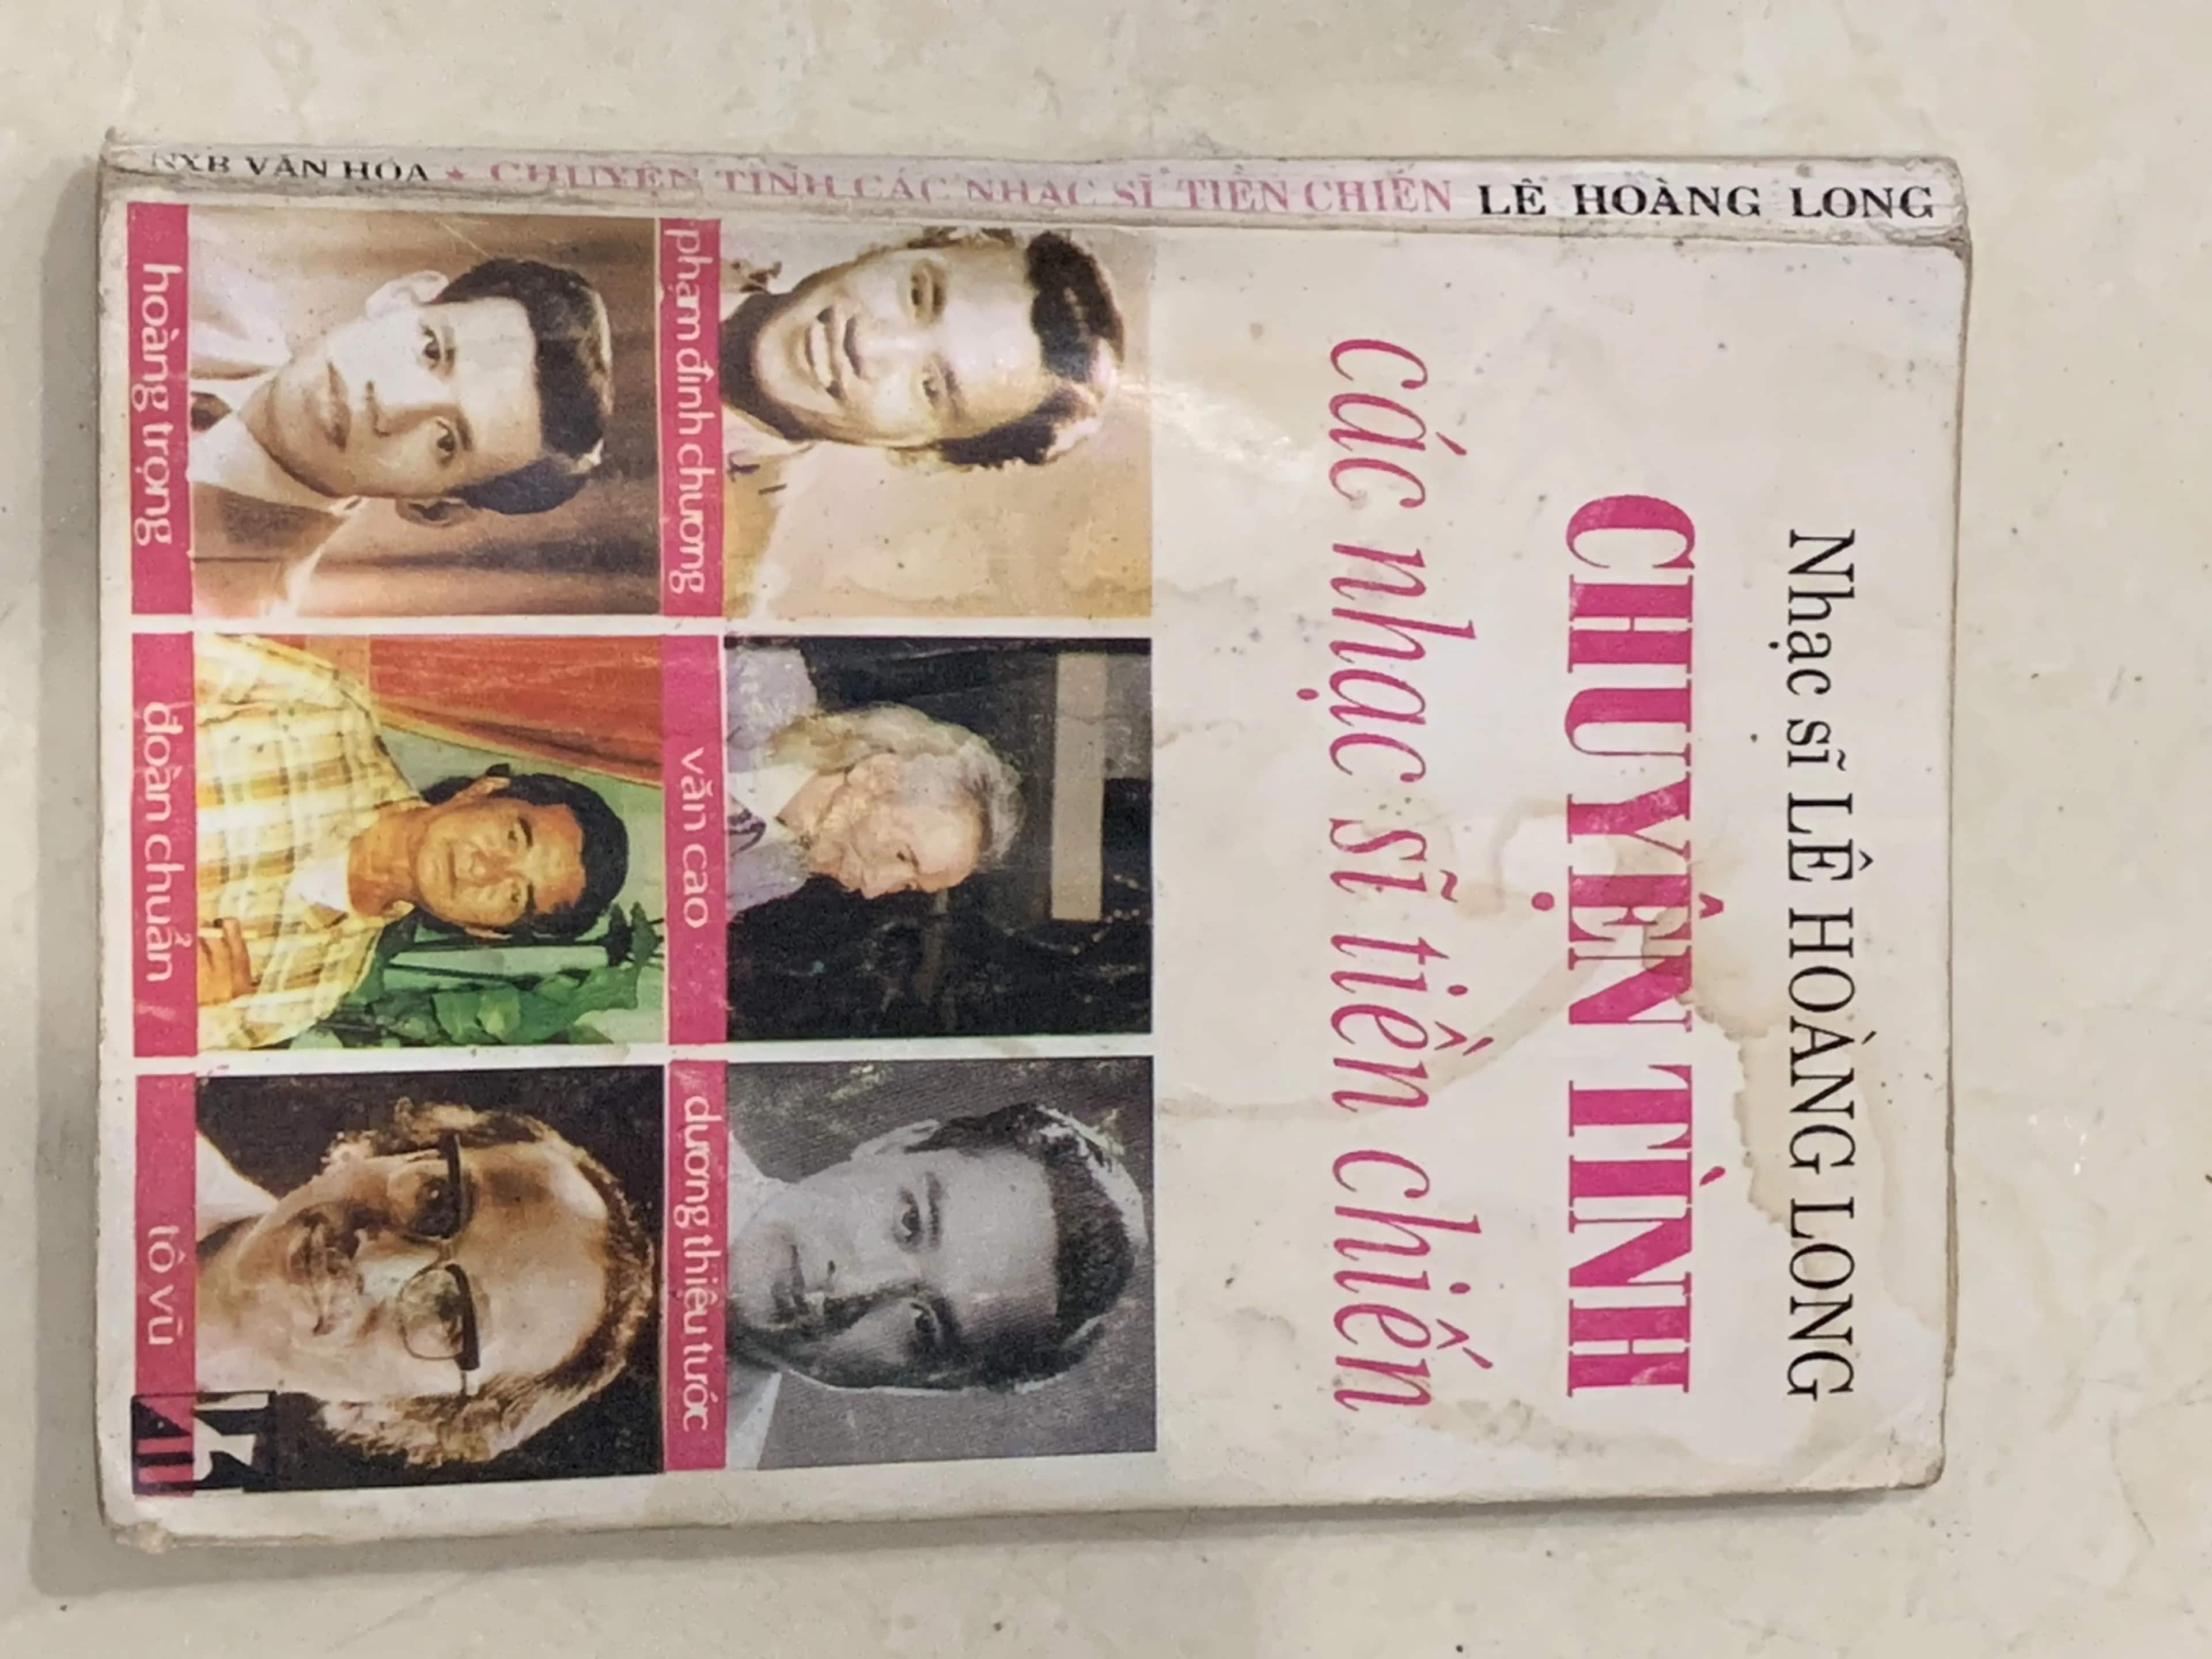 Nhạc sĩ LÊ HOÀNG LONG
CHUYỆN TÌNH
các nhạc sĩ tiền chiến
phạm đình chương
văn cao
dương thiệu tước
hoàng trọng
đoàn chuẩn
tô vũ
NXB VĂN HÓA ★ CHUYỆN TÌNH CÁC NHẠC SĨ TIỀN CHIẾN LÊ HOÀNG LONG